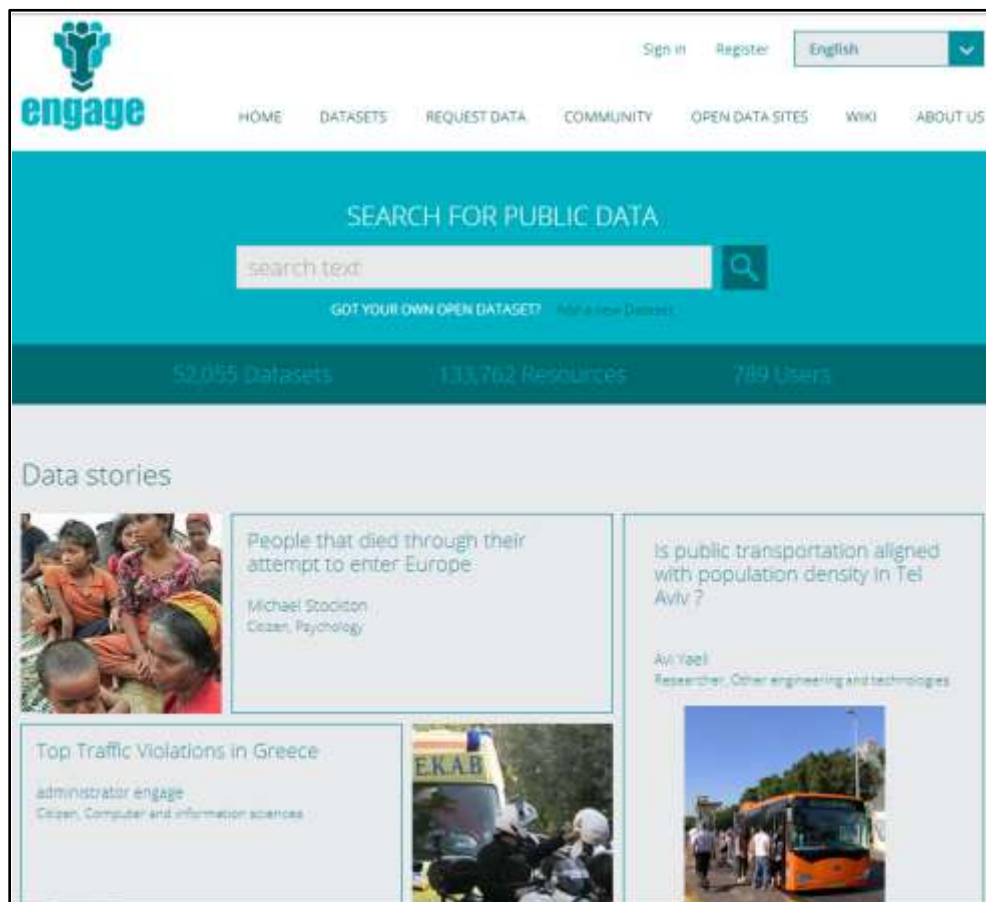 Sign in Register English
engage
HOME DATASETS REQUEST DATA COMMUNITY OPEN DATA SITES WIKI ABOUT US
SEARCH FOR PUBLIC DATA
search text
GOT YOUR OWN OPEN DATASET? Add a new Dataset
52,055 Datasets 133,762 Resources 789 Users
Data stories
People that died through their
attempt to enter Europe
Michael Stockton
Citizen, Psychology
Is public transportation aligned
with population density in Tel
Aviv ?
Avi Yaeli
Researcher, Other engineering and technologies
Top Traffic Violations in Greece
administrator engage
Citizen, Computer and information sciences
E.K.A.B